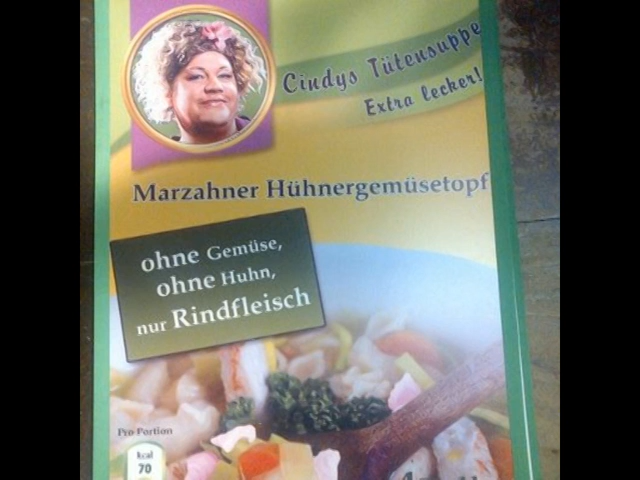 Cindys Tütensuppe
Extra lecker!
Marzahner Hühnergemüsetopf
ohne Gemüse,
ohne Huhn,
nur Rindfleisch
Pro Portion
kcal
70